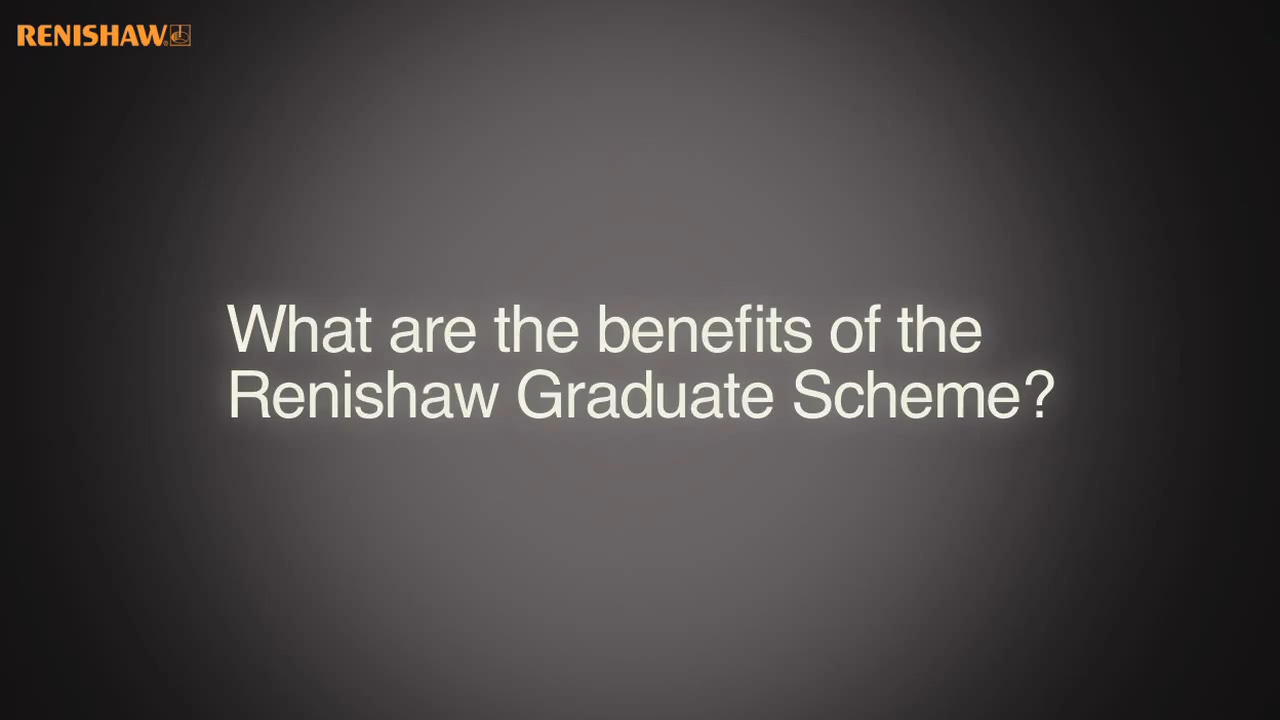 RENISHAW
What are the benefits of the
Renishaw Graduate Scheme?